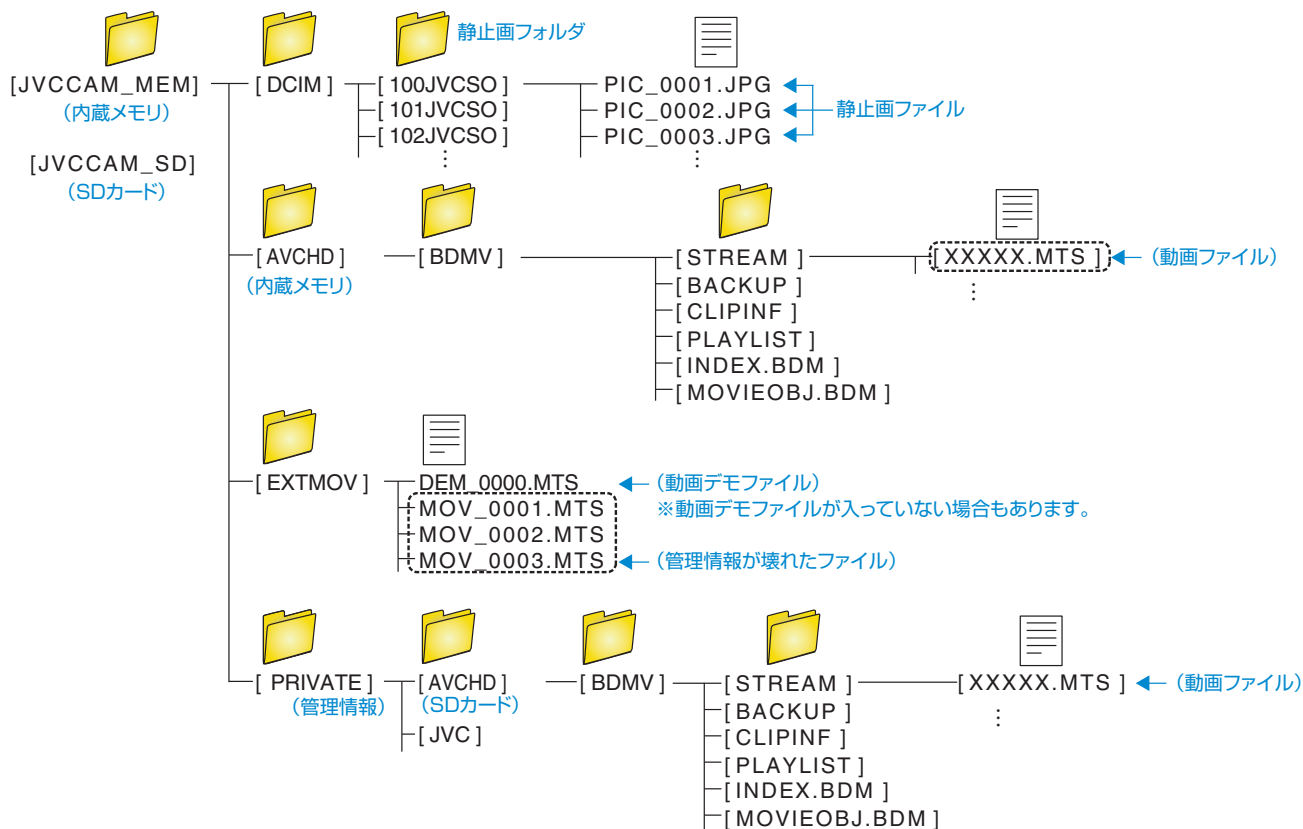 静止画フォルダ
[JVCCAM_MEM]
(内蔵メモリ)
[JVCCAM_SD]
(SDカード)
[ DCIM ]
[ 100JVCSO ]
[ 101JVCSO ]
[ 102JVCSO ]
⋮
PIC_0001.JPG
PIC_0002.JPG
PIC_0003.JPG
⋮
静止画ファイル
[ AVCHD ]
(内蔵メモリ)
[ BDMV ]
[ STREAM ]
[ BACKUP ]
[ CLIPINF ]
[ PLAYLIST ]
[ INDEX.BDM ]
[ MOVIEOBJ.BDM ]
[ XXXXX.MTS ]
⋮
(動画ファイル)
[ EXTMOV ]
DEM_0000.MTS
MOV_0001.MTS
MOV_0002.MTS
MOV_0003.MTS
(動画デモファイル)
※動画デモファイルが入っていない場合もあります。
(管理情報が壊れたファイル)
[ PRIVATE ]
(管理情報)
[ AVCHD ]
(SDカード)
[ JVC ]
[ BDMV ]
[ STREAM ]
[ BACKUP ]
[ CLIPINF ]
[ PLAYLIST ]
[ INDEX.BDM ]
[ MOVIEOBJ.BDM ]
[ XXXXX.MTS ]
⋮
(動画ファイル)